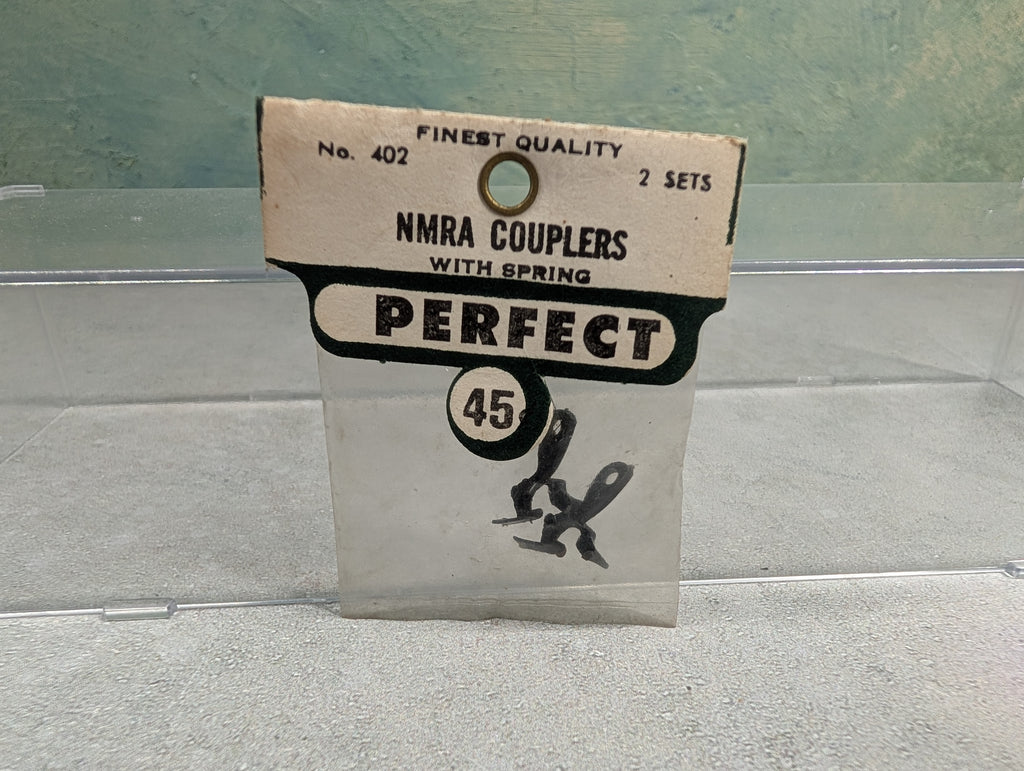 FINEST QUALITY
No. 402
2 SETS
NMRA COUPLERS
WITH SPRING
PERFECT
45